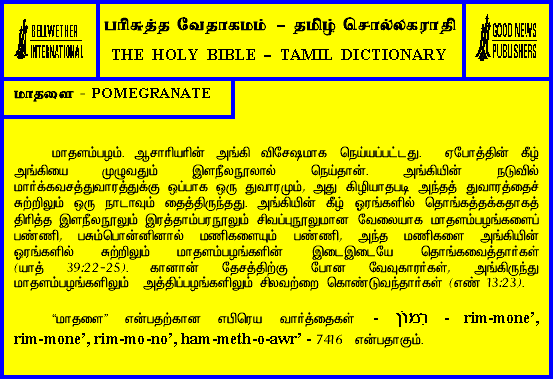 BELLWETHER
INTERNATIONAL
பரிசுத்த வேதாகமம் – தமிழ் சொல்லகராதி
THE HOLY BIBLE – TAMIL DICTIONARY
GOOD NEWS
PUBLISHERS
மாதளை - POMEGRANATE
மாதளம்பழம். ஆசாரியரின் அங்கி விசேஷமாக நெய்யப்பட்டது. ஏபோத்தின் கீழ்
அங்கியை முழுவதும் இளநீலநூலால் நெய்தான். அங்கியின் நடுவில்
மார்க்கவசத்துவாரத்துக்கு ஒப்பாக ஒரு துவாரமும், அது கிழியாதபடி அந்தத் துவாரத்தைச்
சுற்றிலும் ஒரு நாடாவும் தைத்திருந்தது. அங்கியின் கீழ் ஓரங்களில் தொங்கத்தக்கதாகத்
திரித்த இளநீலநூலும் இரத்தாம்பரநூலும் சிவப்புநூலுமான வேலையாக மாதளம்பழங்களைப்
பண்ணி, பசும்பொன்னினால் மணிகளையும் பண்ணி, அந்த மணிகளை அங்கியின்
ஓரங்களில் சுற்றிலும் மாதளம்பழங்களின் இடைஇடையே தொங்கவைத்தார்கள்
(யாத் 39:22-25). கானான் தேசத்திற்கு போன வேவுகாரர்கள், அங்கிருந்து
மாதளம்பழங்களிலும் அத்திப்பழங்களிலும் சிலவற்றை கொண்டுவந்தார்கள் (எண் 13:23).
"மாதளை" என்பதற்கான எபிரெய வார்த்தைகள் - רמּוֹן - rim-mone',
rim-mone', rim-mo-no', ham-meth-o-awr' - 7416 என்பதாகும்.